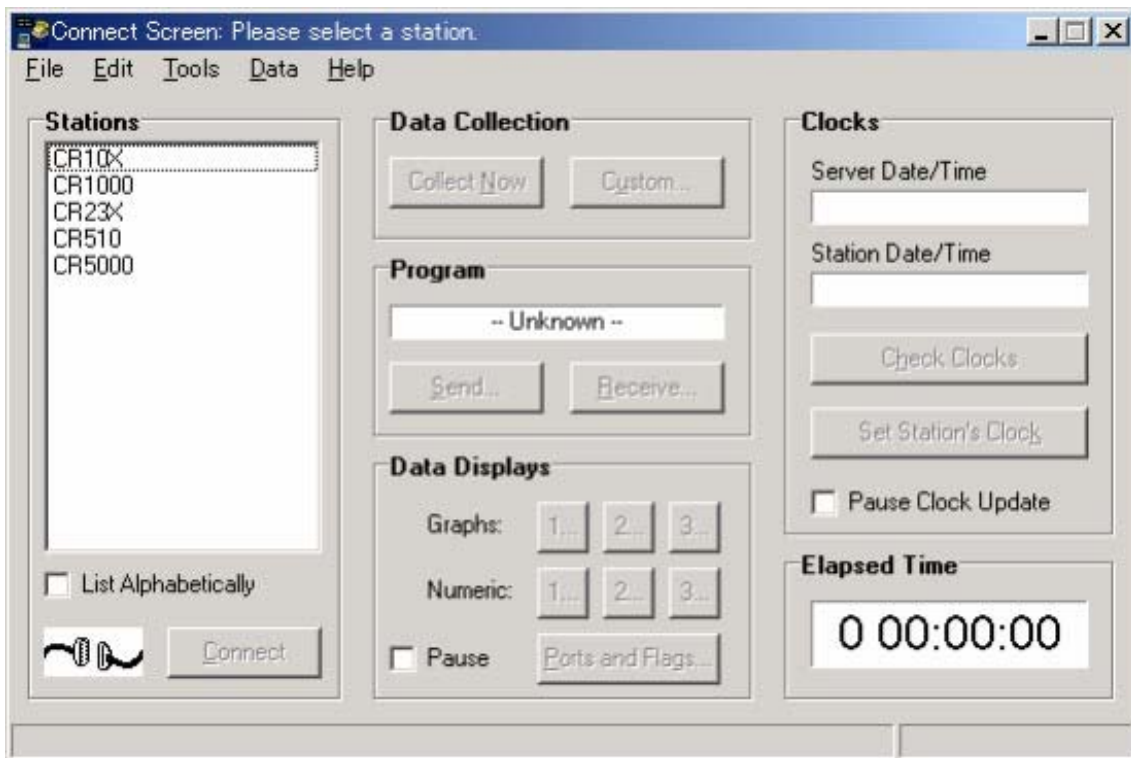 Connect Screen: Please select a station.
File Edit Tools Data Help
Stations
CR10X
CR1000
CR23X
CR510
CR5000
List Alphabetically
Connect
Data Collection
Collect Now Custom...
Program
-- Unknown --
Send... Receive...
Data Displays
Graphs: 1... 2... 3...
Numeric: 1... 2... 3...
Pause Ports and Flags...
Clocks
Server Date/Time
Station Date/Time
Check Clocks
Set Station's Clock
Pause Clock Update
Elapsed Time
0 00:00:00